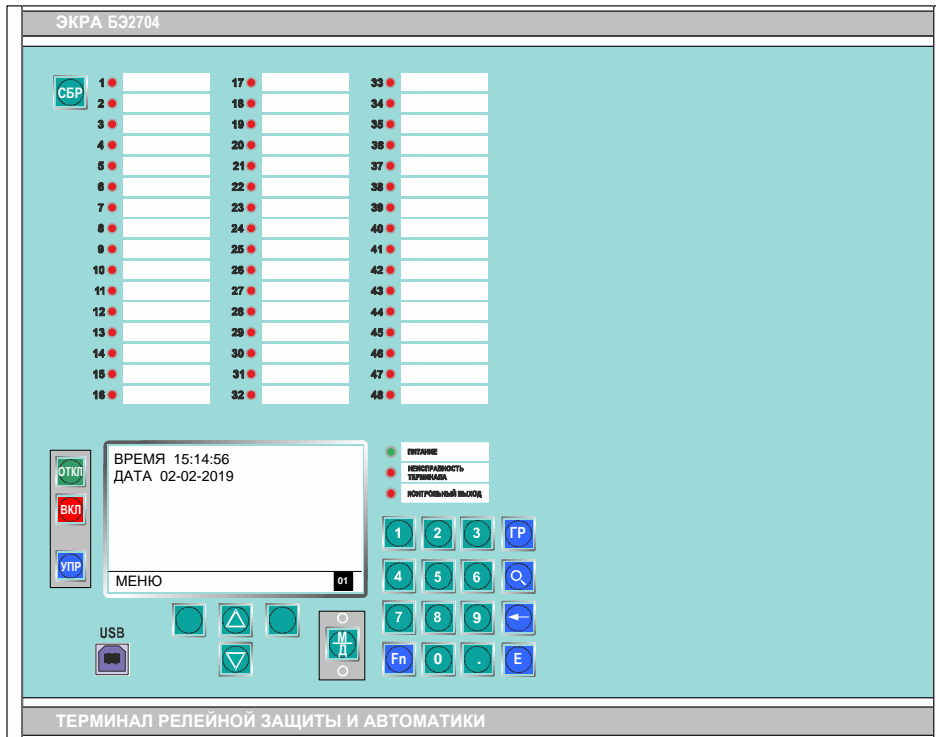 ЭКРА БЭ2704
СБР
1 17 33
2 18 34
3 19 35
4 20 36
5 21 37
6 22 38
7 23 39
8 24 40
9 25 41
10 26 42
11 27 43
12 28 44
13 29 45
14 30 46
15 31 47
16 32 48
ОТКЛ
ВКЛ
УПР
ВРЕМЯ 15:14:56
ДАТА 02-02-2019
МЕНЮ 01
ПИТАНИЕ
НЕИСПРАВНОСТЬ
ТЕРМИНАЛА
КОНТРОЛЬНЫЙ ВЫХОД
1 2 3 ГР
4 5 6
7 8 9
Fn 0 . E
М
Д
USB
ТЕРМИНАЛ РЕЛЕЙНОЙ ЗАЩИТЫ И АВТОМАТИКИ